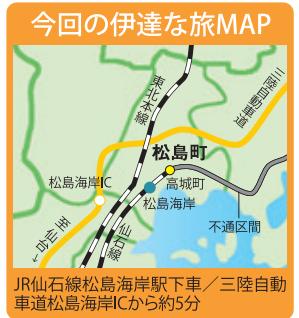 今回の伊達な旅MAP
東北本線
三陸自動車道
松島町
松島海岸IC
高城町
松島海岸
至仙台
仙石線
不通区間
JR仙石線松島海岸駅下車／三陸自動
車道松島海岸ICから約5分